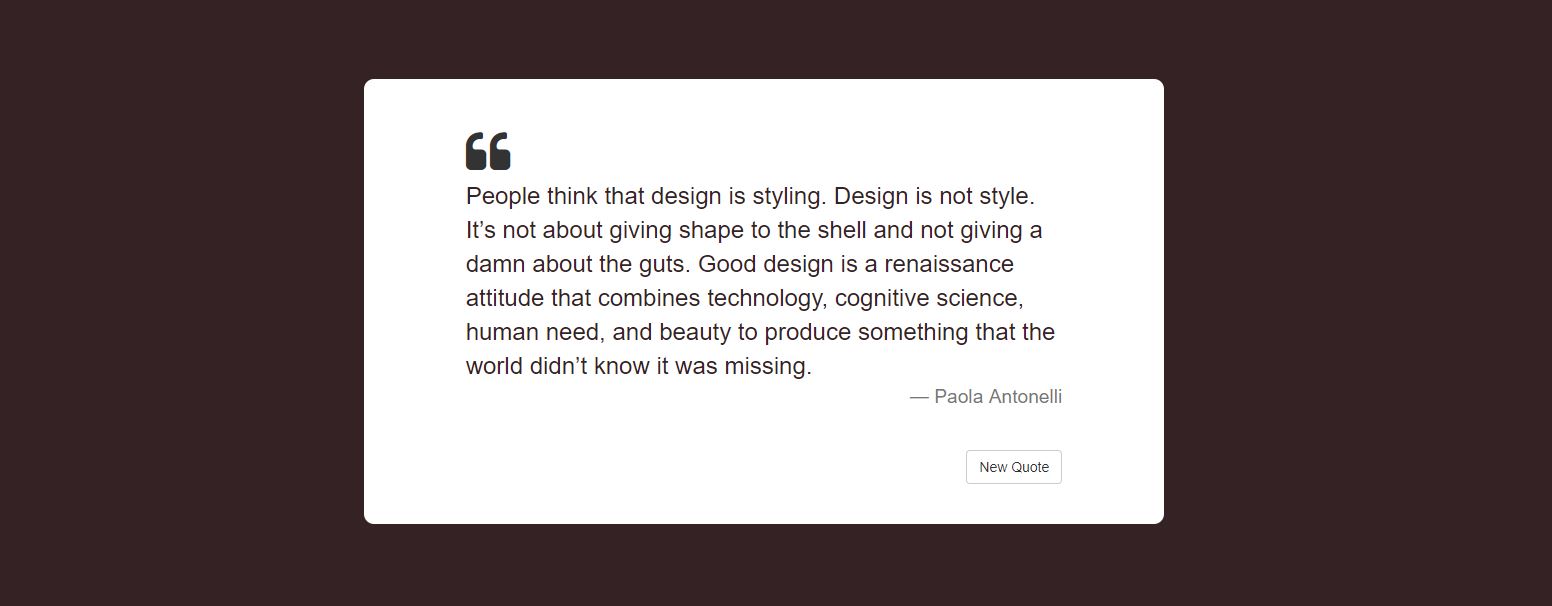 People think that design is styling. Design is not style.
It’s not about giving shape to the shell and not giving a
damn about the guts. Good design is a renaissance
attitude that combines technology, cognitive science,
human need, and beauty to produce something that the
world didn’t know it was missing.
— Paola Antonelli
New Quote